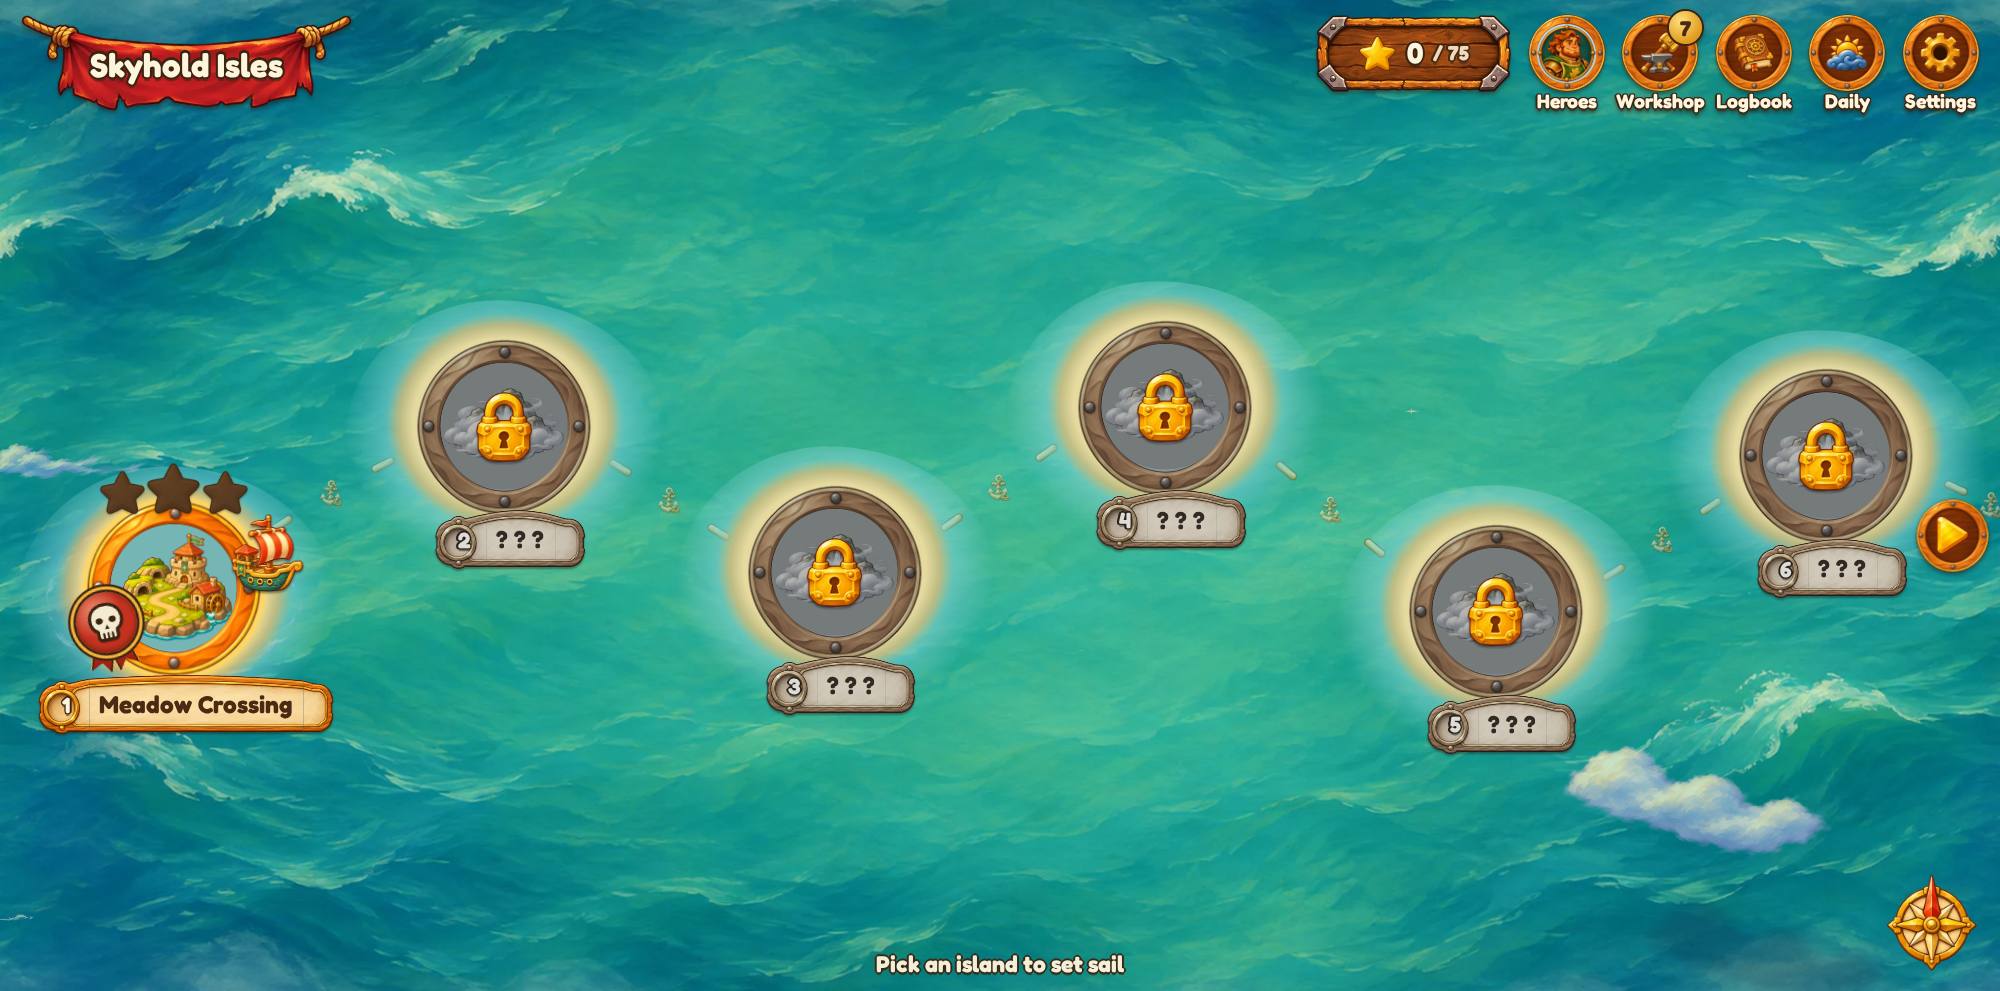 Skyhold Isles
0 / 75
7
Heroes
Workshop
Logbook
Daily
Settings
4 ???
2 ???
6 ???
3 ???
1 Meadow Crossing
5 ???
Pick an island to set sail